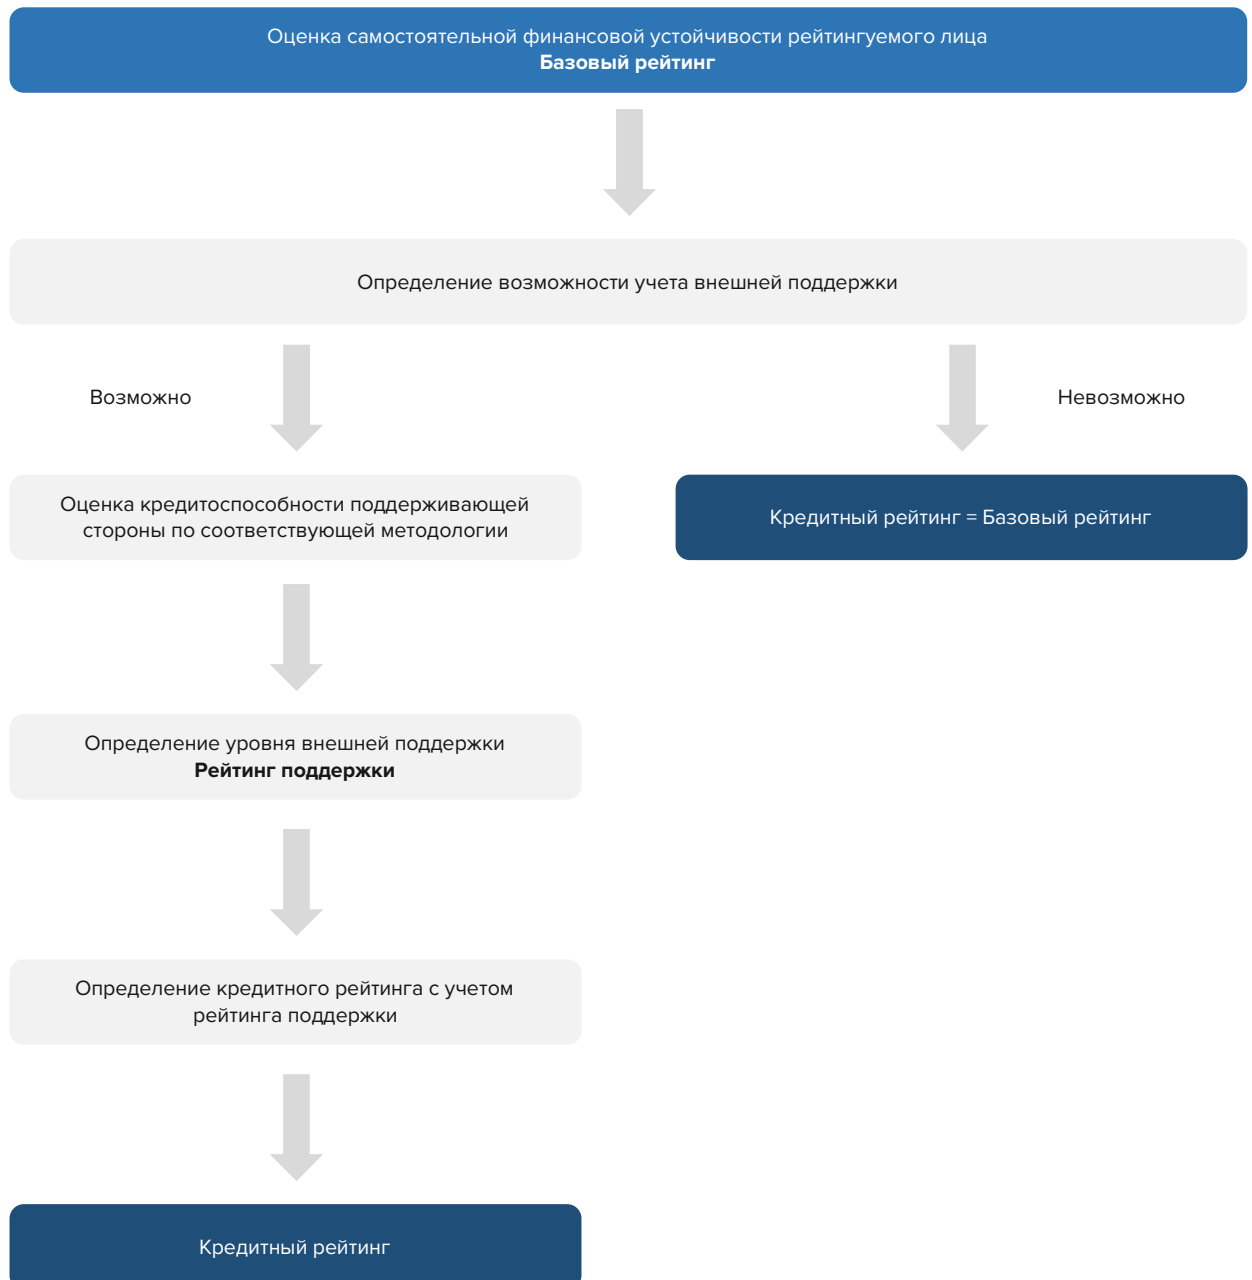 Оценка самостоятельной финансовой устойчивости рейтингуемого лица
Базовый рейтинг
Определение возможности учета внешней поддержки
Возможно
Невозможно
Оценка кредитоспособности поддерживающей
стороны по соответствующей методологии
Кредитный рейтинг = Базовый рейтинг
Определение уровня внешней поддержки
Рейтинг поддержки
Определение кредитного рейтинга с учетом
рейтинга поддержки
Кредитный рейтинг